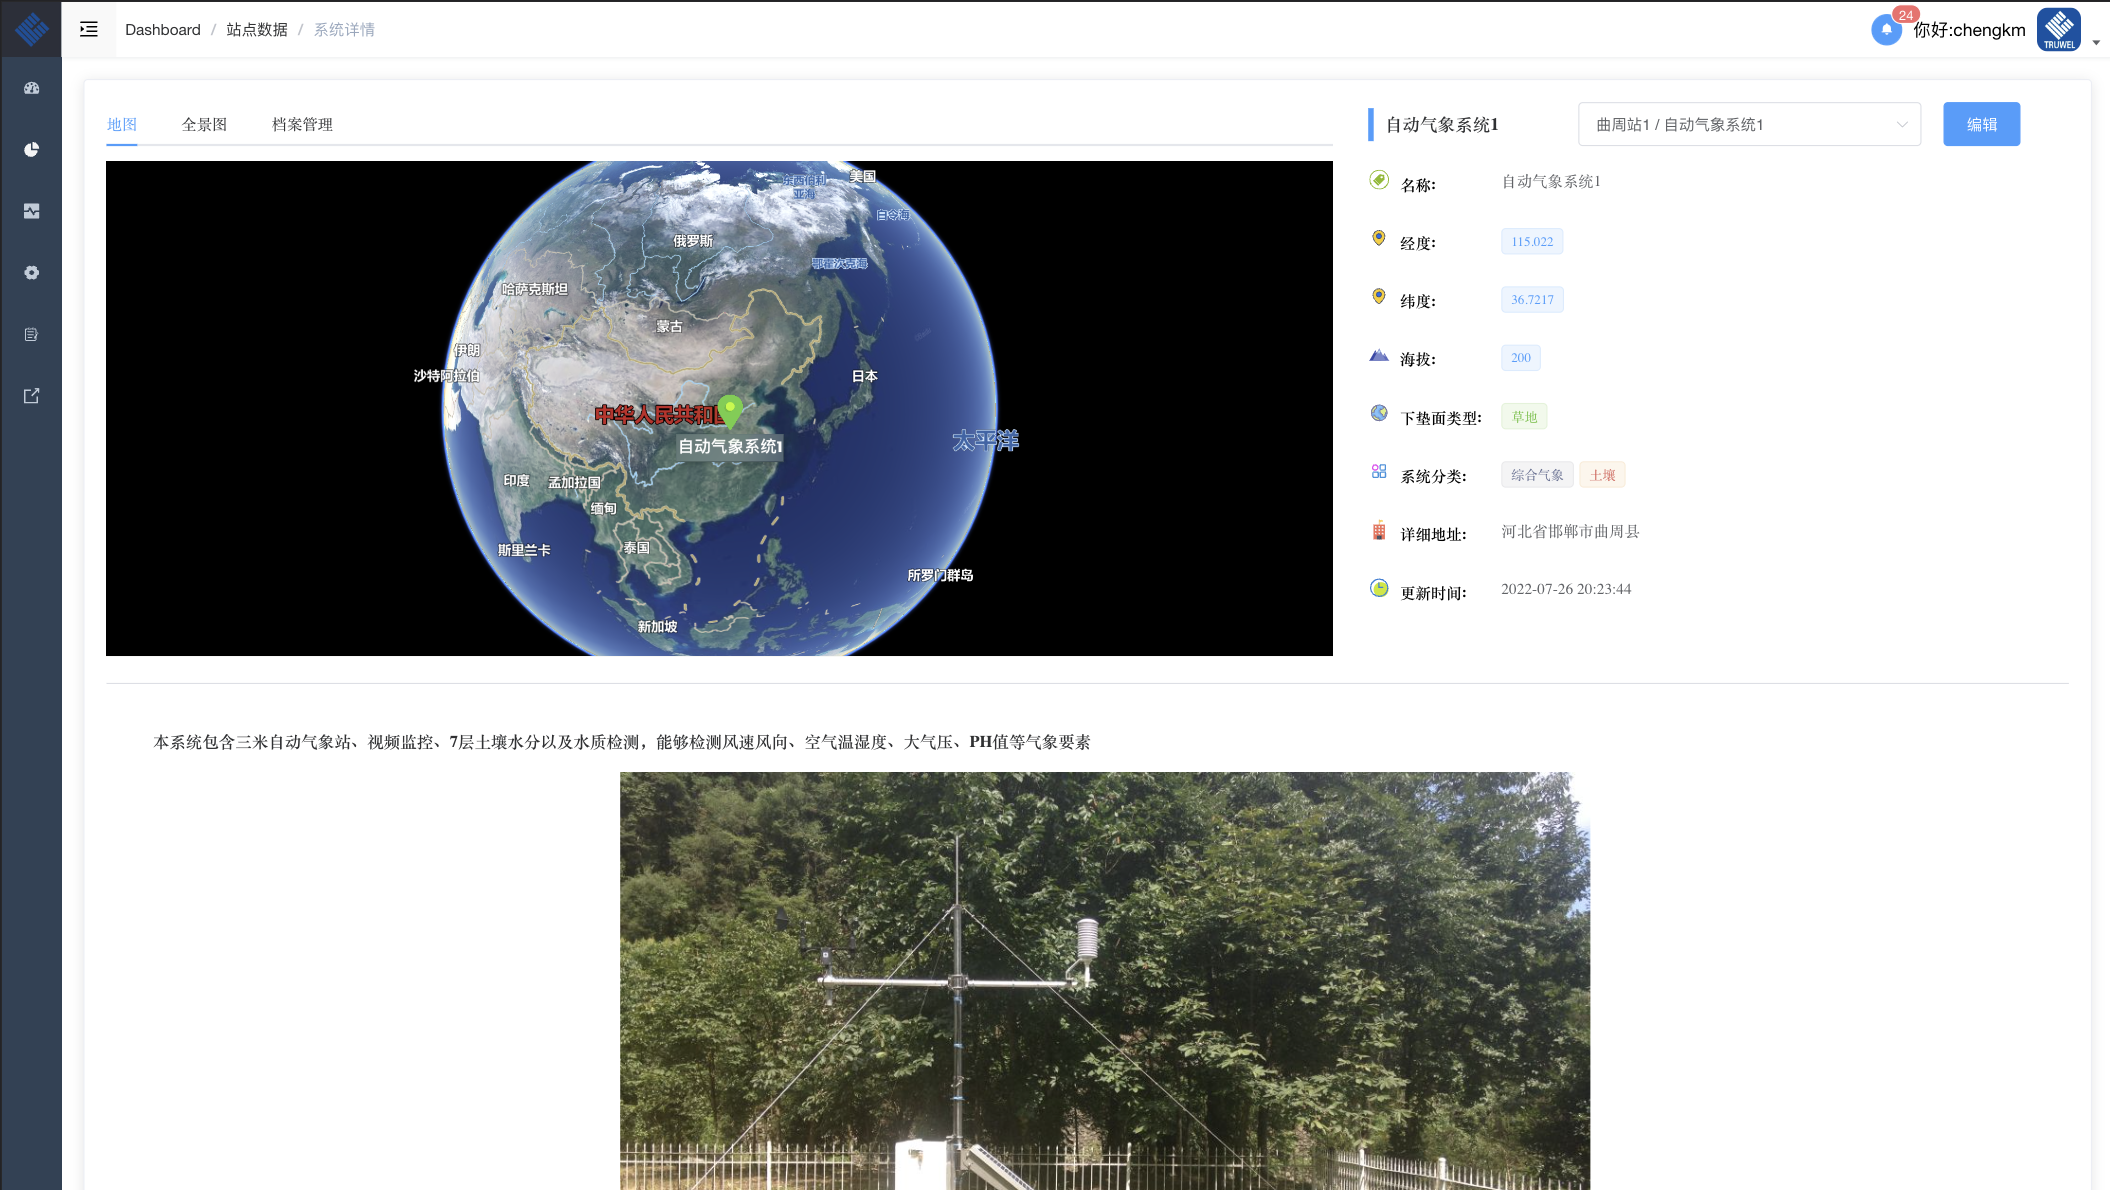 Dashboard / 站点数据 / 系统详情
24
你好:chengkm
TRUWEL
地图 全景图 档案管理
自动气象系统1
曲周站1 / 自动气象系统1
编辑
名称: 自动气象系统1
经度: 115.022
纬度: 36.7217
海拔: 200
下垫面类型: 草地
系统分类: 综合气象 土壤
详细地址: 河北省邯郸市曲周县
更新时间: 2022-07-26 20:23:44
美国
东西伯利
亚海
白令海
俄罗斯
鄂霍次克海
哈萨克斯坦
蒙古
伊朗
沙特阿拉伯
日本
中华人民共和国
自动气象系统1
太平洋
印度
孟加拉国
缅甸
斯里兰卡
泰国
所罗门群岛
新加坡
本系统包含三米自动气象站、视频监控、7层土壤水分以及水质检测，能够检测风速风向、空气温湿度、大气压、PH值等气象要素